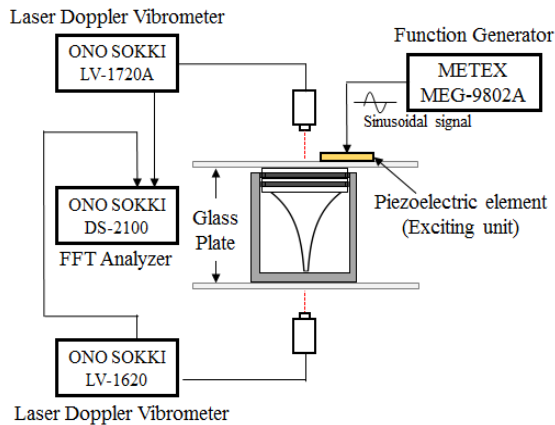 Laser Doppler Vibrometer
ONO SOKKI
LV-1720A
Function Generator
METEX
MEG-9802A
Sinusoidal signal
ONO SOKKI
DS-2100
FFT Analyzer
Glass
Plate
Piezoelectric element
(Exciting unit)
ONO SOKKI
LV-1620
Laser Doppler Vibrometer